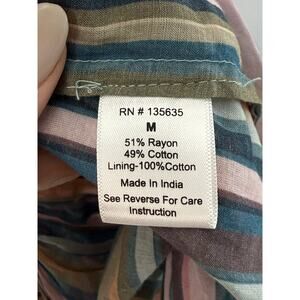 RN # 135635
M
51% Rayon
49% Cotton
Lining-100%Cotton
Made In India
See Reverse For Care
Instruction